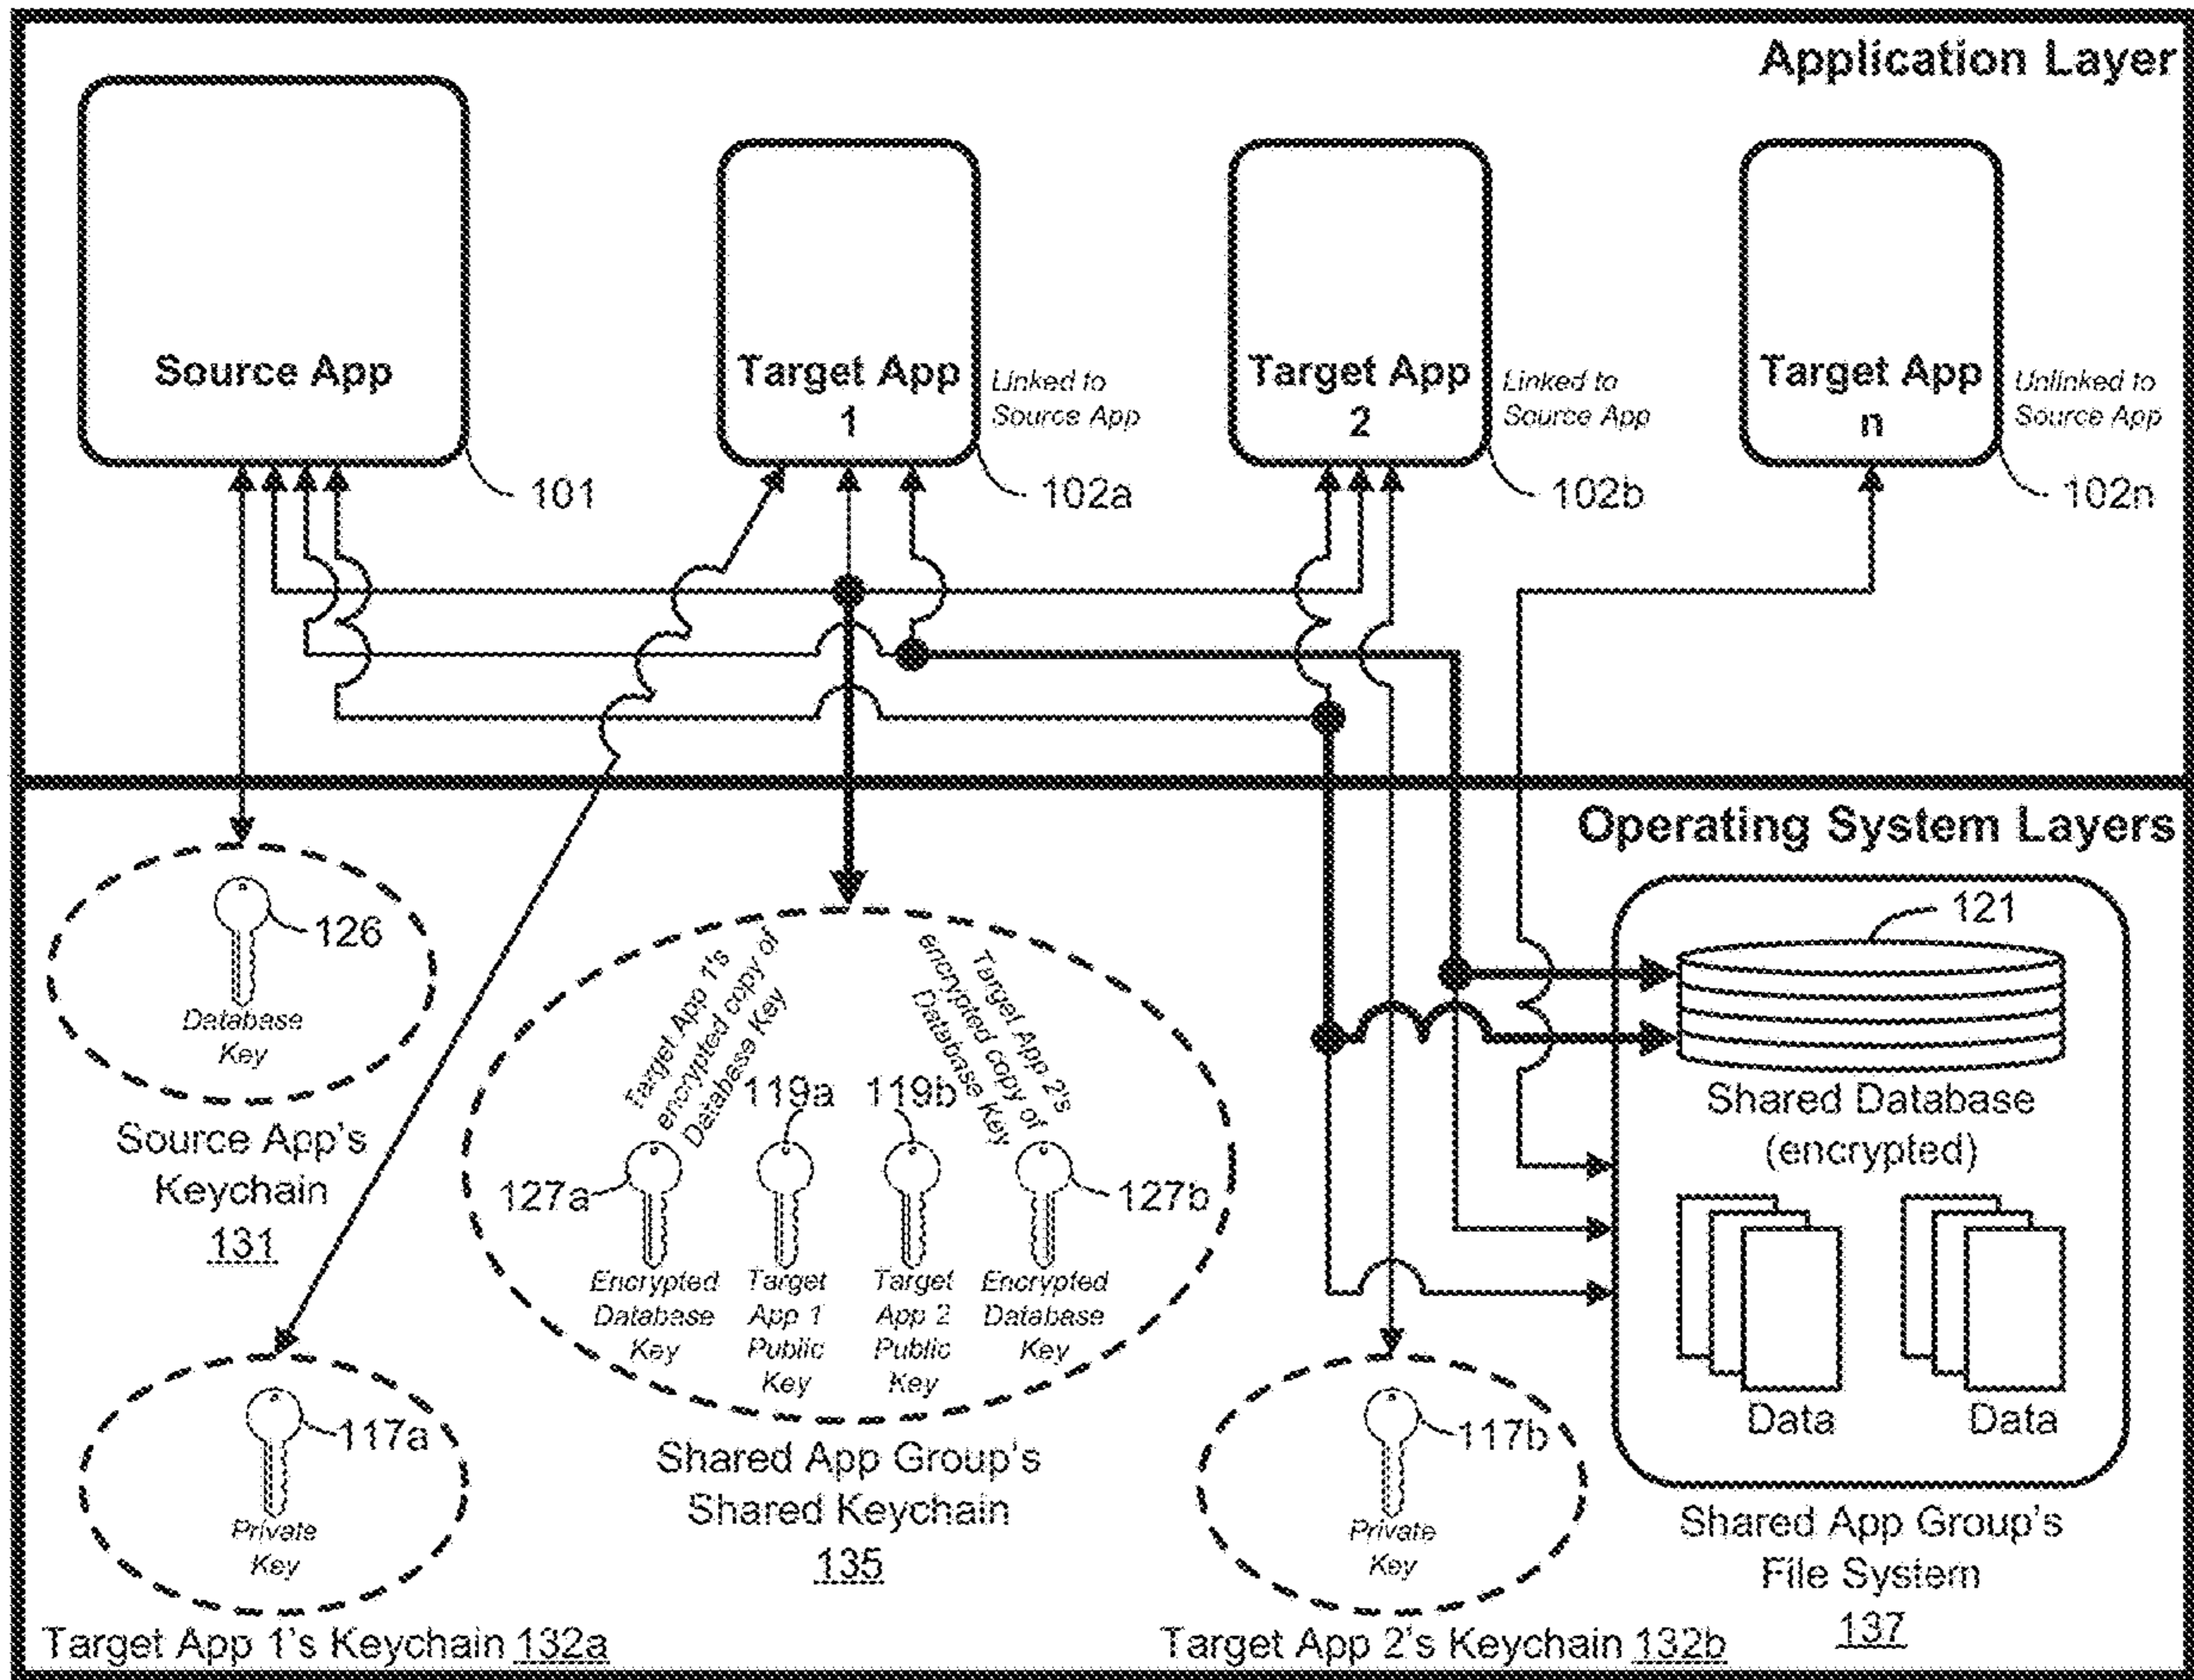 Application Layer
Source App
101
Target App
1
Linked to
Source App
102a
Target App
2
Linked to
Source App
102b
Target App
n
Unlinked to
Source App
102n
Operating System Layers
126
Database
Key
Source App's
Keychain
131
Target App 1's
encrypted copy of
Database Key
Target App 2's
encrypted copy of
Database Key
119a
119b
127a
127b
Encrypted
Database
Key
Target
App 1
Public
Key
Target
App 2
Public
Key
Encrypted
Database
Key
Shared App Group's
Shared Keychain
135
117a
Private
Key
Target App 1's Keychain 132a
117b
Private
Key
Target App 2's Keychain 132b
121
Shared Database
(encrypted)
Data
Data
Shared App Group's
File System
137